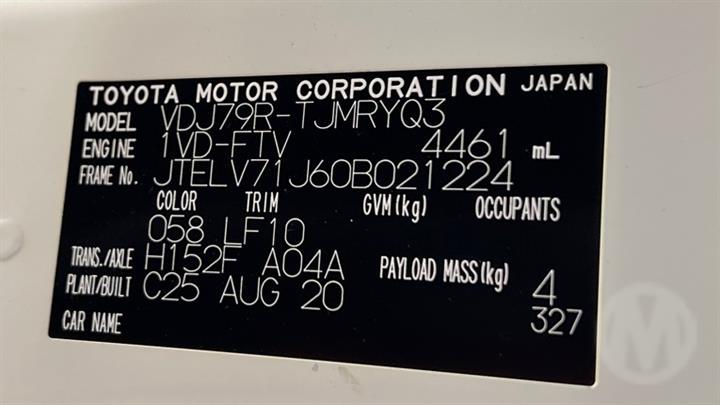 TOYOTA MOTOR CORPORATION JAPAN
MODEL VDJ79R-TJMRYQ3
ENGINE 1VD-FTV 4461 mL
FRAME No. JTELV71J60B021224
COLOR TRIM GVM(kg) OCCUPANTS
058 LF10
TRANS./AXLE H152F A04A PAYLOAD MASS(kg) 4
PLANT/BUILT C25 AUG 20 327
CAR NAME
M